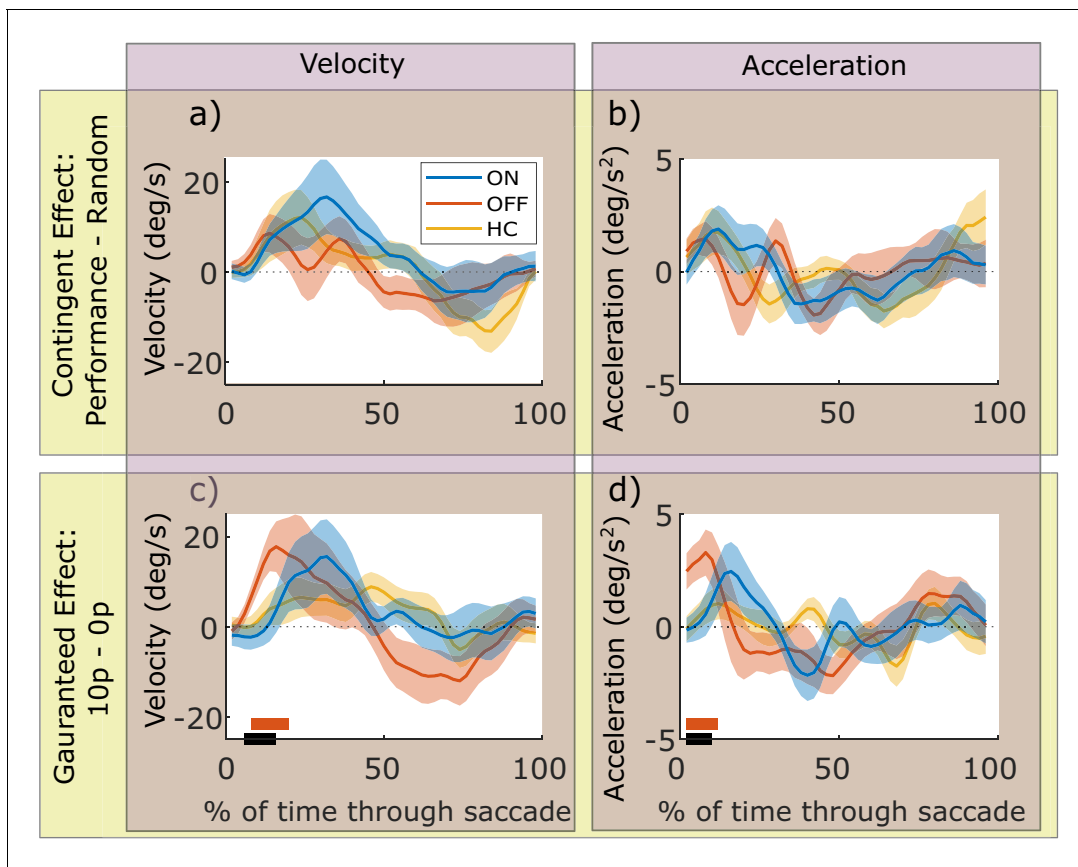 Velocity
Acceleration
Contingent Effect:
Performance - Random
a)
Velocity (deg/s)
20
0
-20
0
50
100
ON
OFF
HC
b)
Acceleration (deg/s²)
5
0
-5
0
50
100
Gauranteed Effect:
10p - 0p
c)
Velocity (deg/s)
20
0
-20
0
50
100
% of time through saccade
d)
Acceleration (deg/s²)
5
0
-5
0
50
100
% of time through saccade